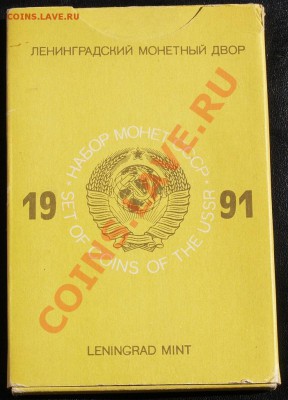 COINS.ЛАВЕ.RU
ЛЕНИНГРАДСКИЙ МОНЕТНЫЙ ДВОР
НАБОР МОНЕТ СССР
19 91
SET OF COINS OF THE USSR
LENINGRAD MINT
COINS.LAVE.RU